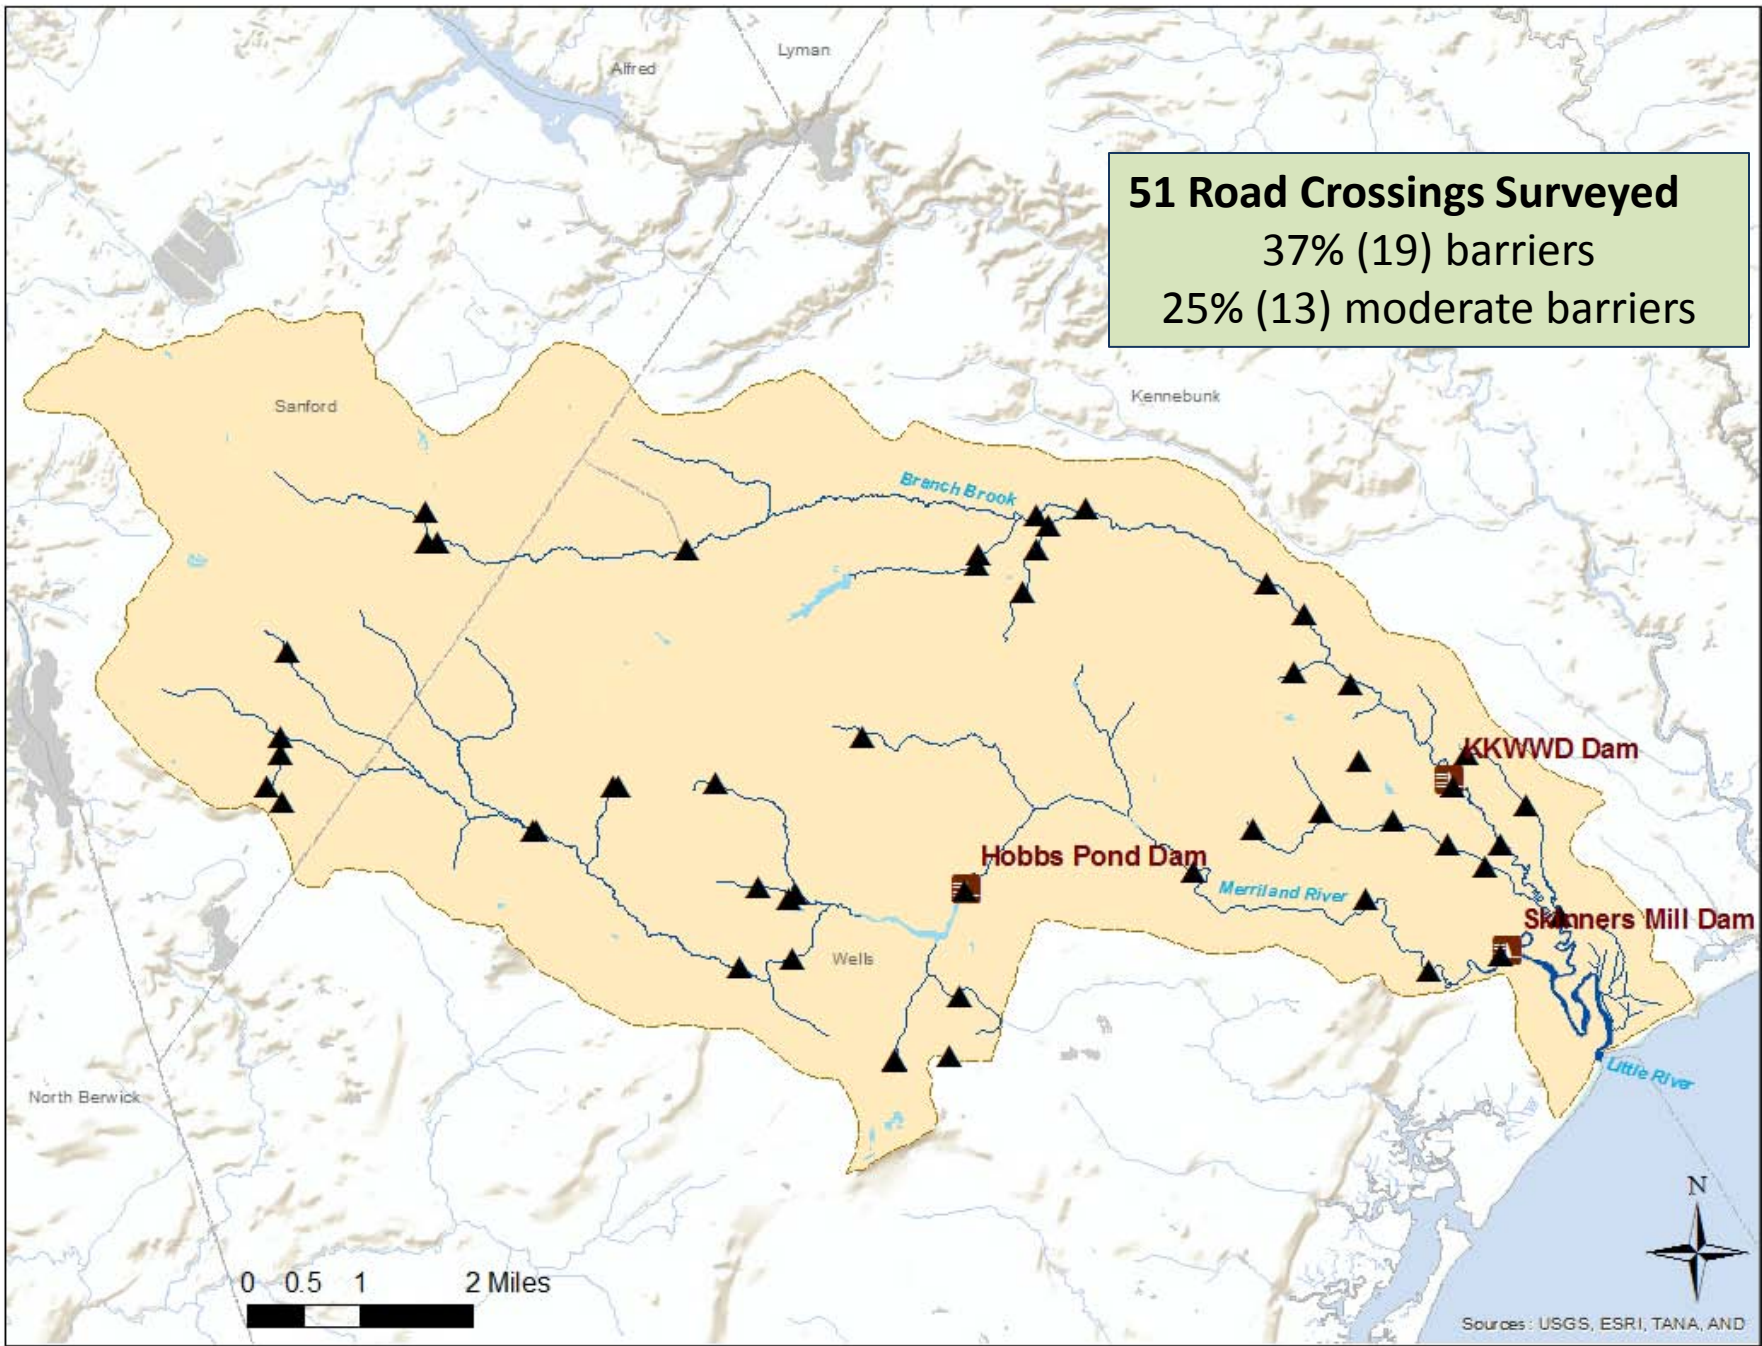 Lyman
Alfred
51 Road Crossings Surveyed
37% (19) barriers
25% (13) moderate barriers
Kennebunk
Sanford
Branch Brook
KKWWD Dam
Hobbs Pond Dam
Merriland River
Skinners Mill Dam
Wells
Little River
North Berwick
N
0 0.5 1 2 Miles
Sources: USGS, ESRI, TANA, AND